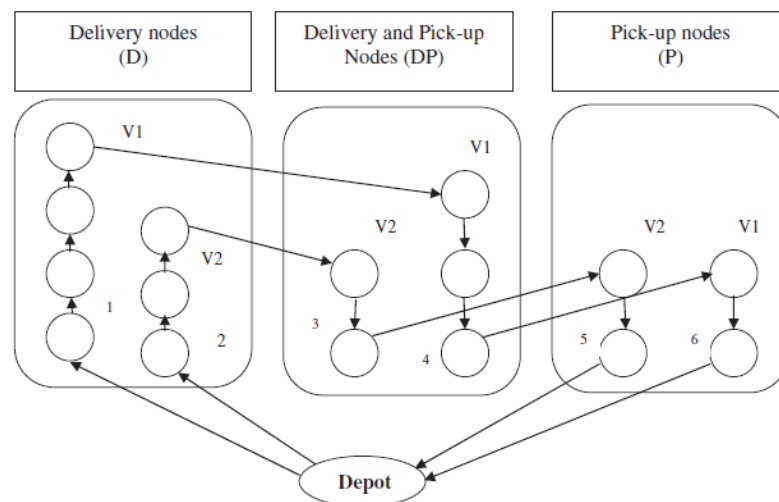 Delivery nodes
(D)
Delivery and Pick-up
Nodes (DP)
Pick-up nodes
(P)
V1
V1
V2
V2
V2
V1
1
2
3
4
5
6
Depot